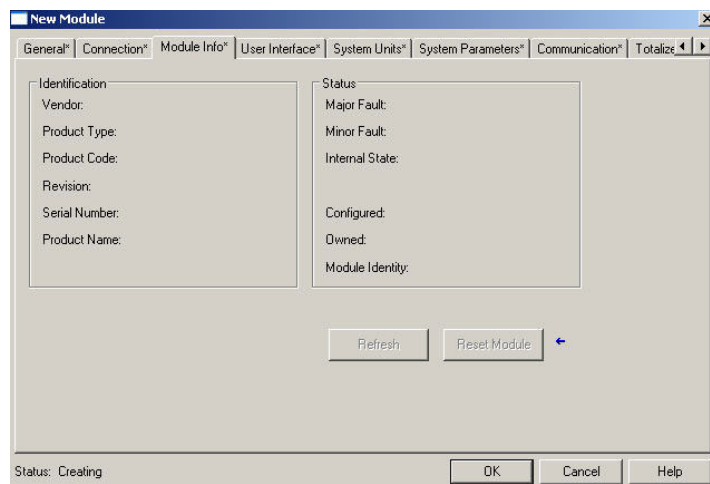 New Module
General* Connection* Module Info* User Interface* System Units* System Parameters* Communication* Totalize
Identification
Vendor:
Product Type:
Product Code:
Revision:
Serial Number:
Product Name:
Status
Major Fault:
Minor Fault:
Internal State:
Configured:
Owned:
Module Identity:
Refresh Reset Module
Status: Creating OK Cancel Help